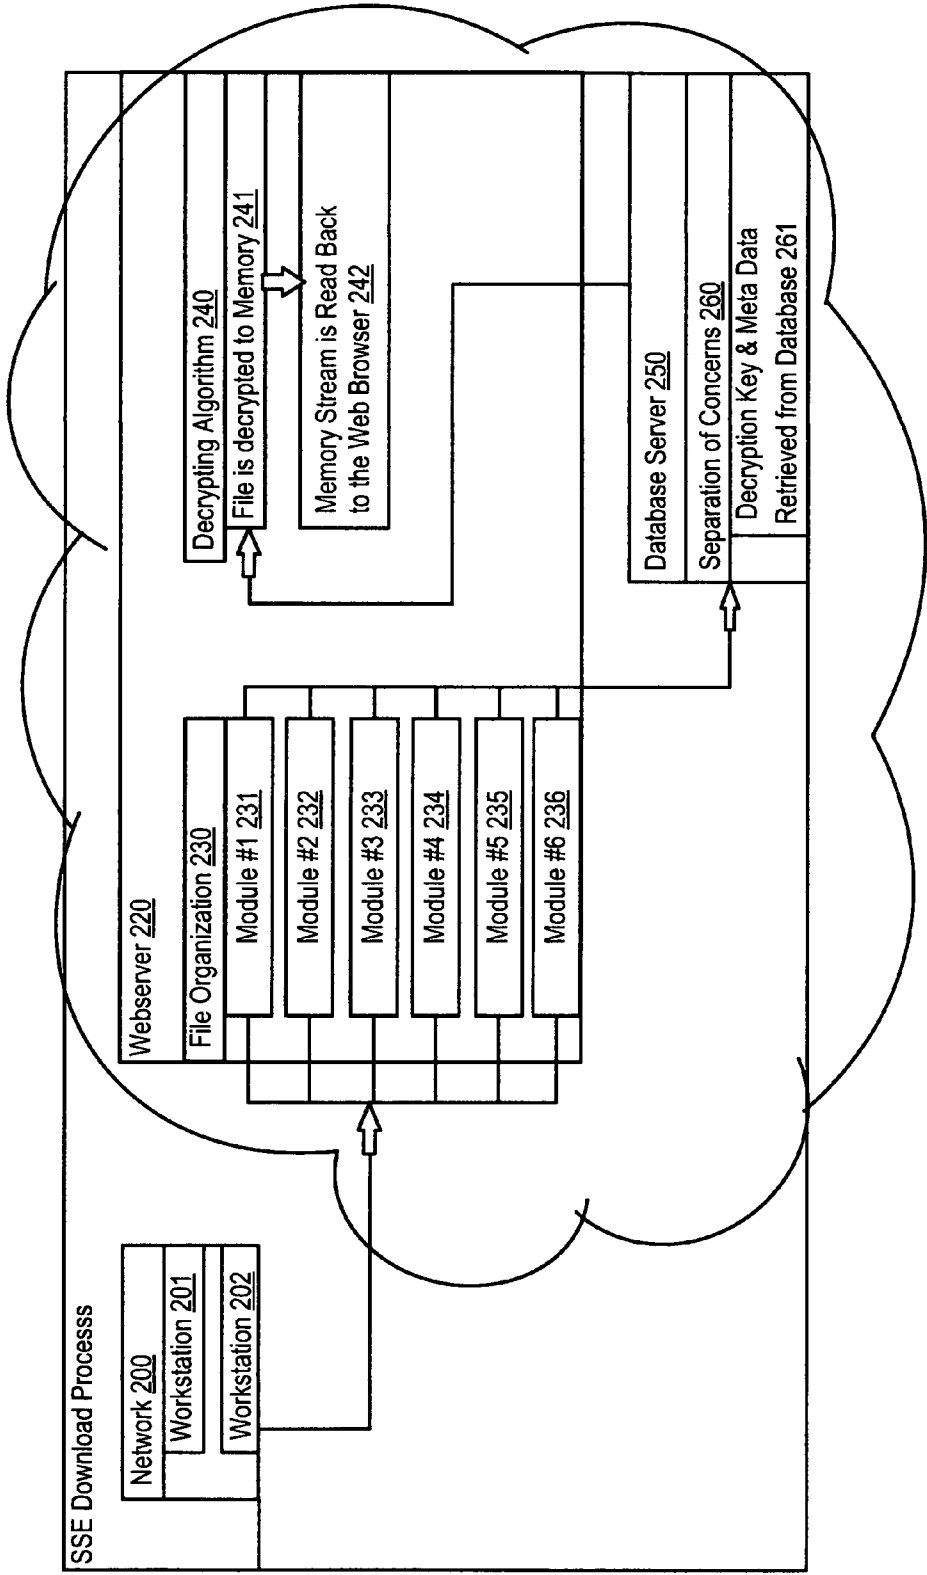 SSE Download Processs
Network 200
Workstation 201
Workstation 202
Webserver 220
File Organization 230
Module #1 231
Module #2 232
Module #3 233
Module #4 234
Module #5 235
Module #6 236
Decrypting Algorithm 240
File is decrypted to Memory 241
Memory Stream is Read Back
to the Web Browser 242
Database Server 250
Separation of Concerns 260
Decryption Key & Meta Data
Retrieved from Database 261